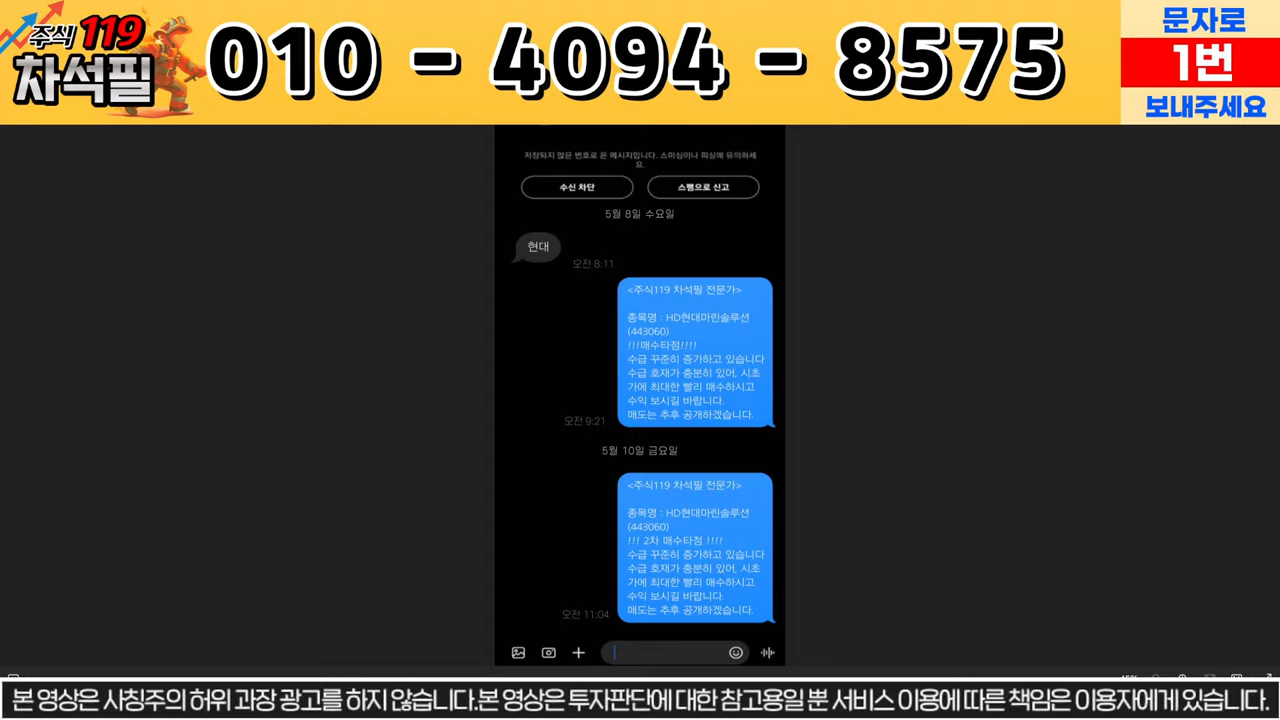 주식 119
차석필
010 - 4094 - 8575
문자로
1번
보내주세요
저장되지 않은 번호로 온 메시지입니다. 스미싱이나 피싱에 유의하세
요.
수신 차단
스팸으로 신고
5월 8일 수요일
현대
오전 8:11
<주식119 차석필 전문가>
종목명 : HD현대마린솔루션
(443060)
!!!매수타점!!!!
수급 꾸준히 증가하고 있습니다
수급 호재가 충분히 있어, 시초
가에 최대한 빨리 매수하시고
수익 보시길 바랍니다.
매도는 추후 공개하겠습니다.
오전 9:21
5월 10일 금요일
<주식119 차석필 전문가>
종목명 : HD현대마린솔루션
(443060)
!!! 2차 매수타점 !!!!
수급 꾸준히 증가하고 있습니다
수급 호재가 충분히 있어, 시초
가에 최대한 빨리 매수하시고
수익 보시길 바랍니다.
매도는 추후 공개하겠습니다.
오전 11:04
본 영상은 사칭주의 허위 과장 광고를 하지 않습니다.본 영상은 투자판단에 대한 참고용일 뿐 서비스 이용에 따른 책임은 이용자에게 있습니다.